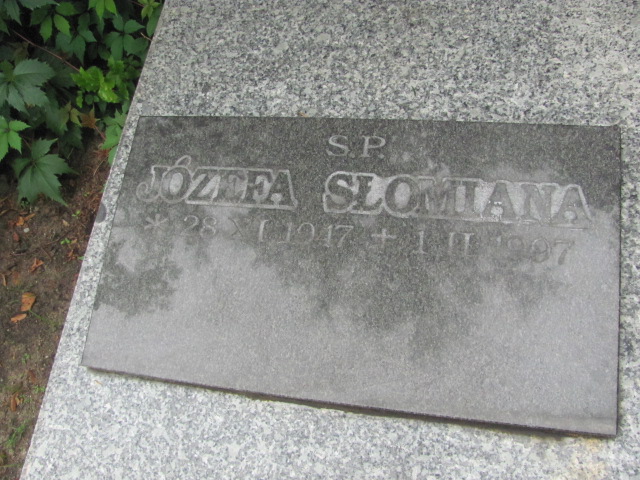 S.P.
JÓZEFA SŁOMIANA
* 28 XI 1917 + 1 II 1997